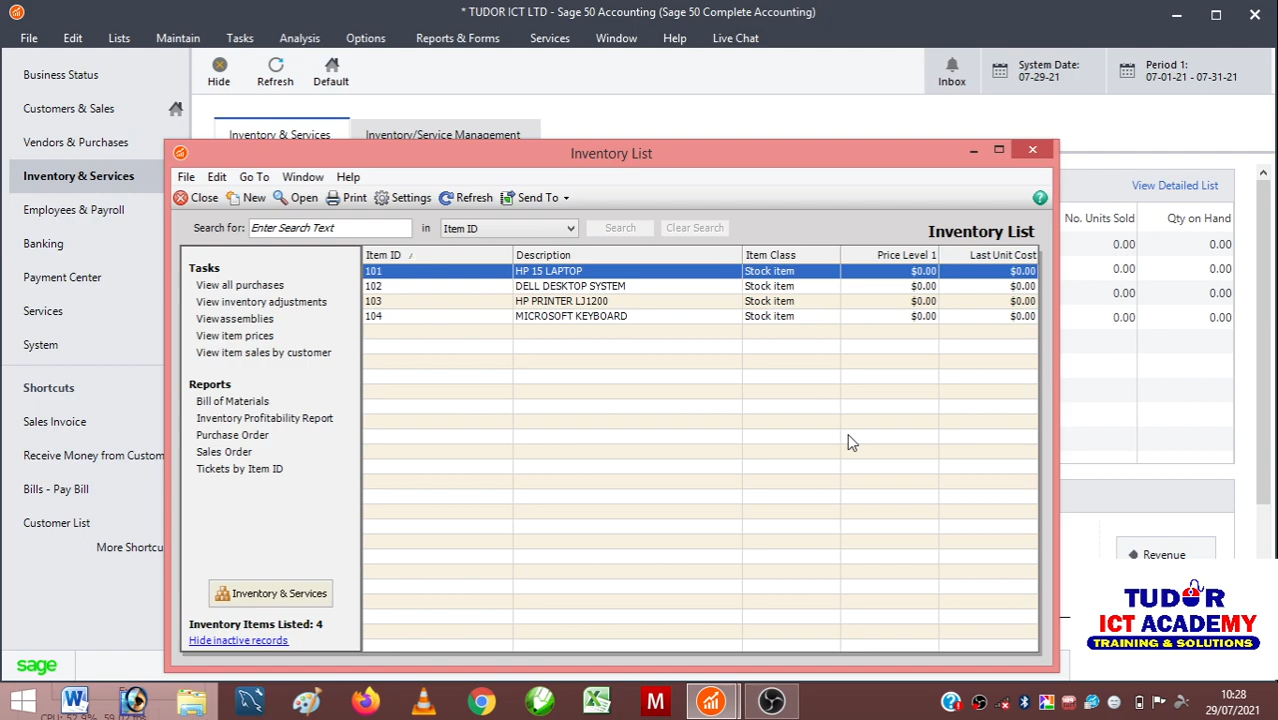 * TUDOR ICT LTD - Sage 50 Accounting (Sage 50 Complete Accounting)
File Edit Lists Maintain Tasks Analysis Options Reports & Forms Services Window Help Live Chat
Business Status
Customers & Sales
Vendors & Purchases
Inventory & Services
Employees & Payroll
Banking
Payment Center
Services
System
Shortcuts
Sales Invoice
Receive Money from Custom
Bills - Pay Bill
Customer List
More Shortcu
sage
Hide Refresh Default
Inbox
System Date:
07-29-21
Period 1:
07-01-21 - 07-31-21
Inventory & Services Inventory/Service Management
Inventory List
File Edit Go To Window Help
Close New Open Print Settings Refresh Send To
Search for: Enter Search Text in Item ID Search Clear Search
Inventory List
Tasks
View all purchases
View inventory adjustments
View assemblies
View item prices
View item sales by customer
Reports
Bill of Materials
Inventory Profitability Report
Purchase Order
Sales Order
Tickets by Item ID
Inventory & Services
Inventory Items Listed: 4
Hide inactive records
Item ID Description Item Class Price Level 1 Last Unit Cost
101 HP 15 LAPTOP Stock item $0.00 $0.00
102 DELL DESKTOP SYSTEM Stock item $0.00 $0.00
103 HP PRINTER LJ1200 Stock item $0.00 $0.00
104 MICROSOFT KEYBOARD Stock item $0.00 $0.00
View Detailed List
No. Units Sold Qty on Hand
0.00 0.00
0.00 0.00
0.00 0.00
0.00 0.00
Revenue
TUDOR
ICT ACADEMY
TRAINING & SOLUTIONS
10:28
29/07/2021